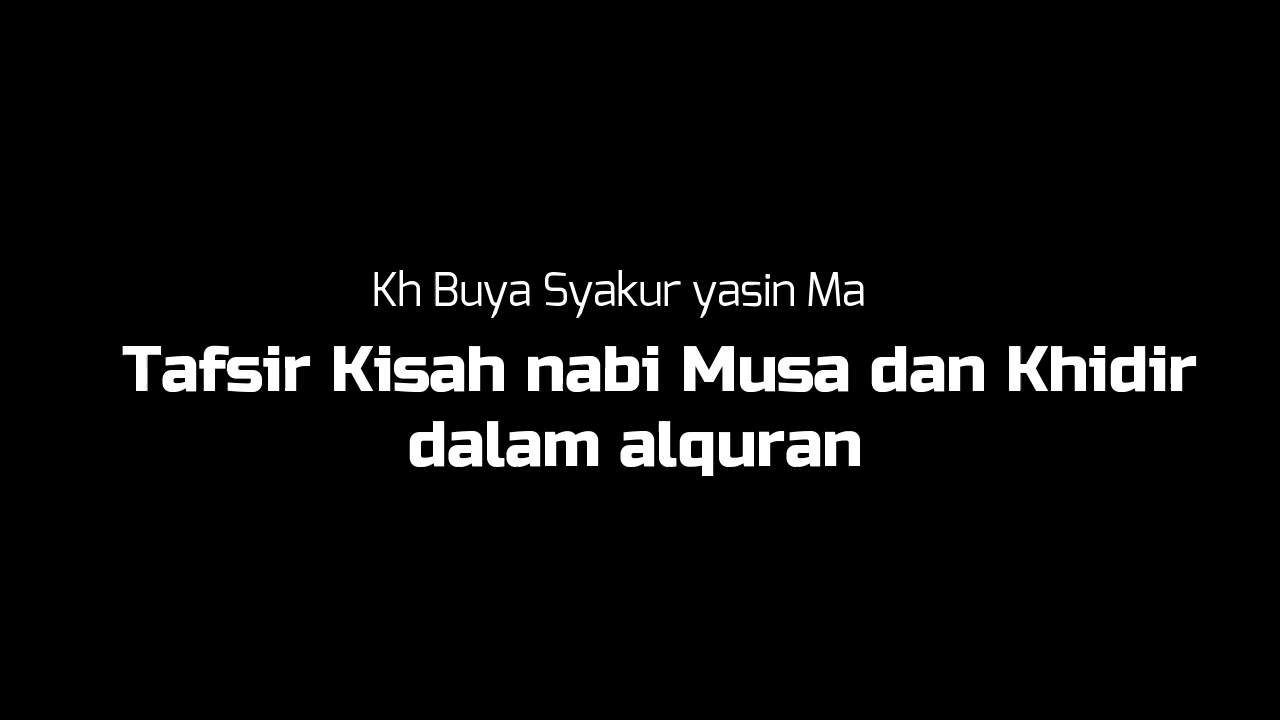 Kh Buya Syakur yasin Ma
Tafsir Kisah nabi Musa dan Khidir
dalam alquran